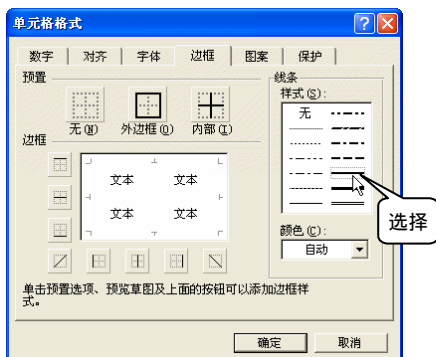 单元格格式
数字 对齐 字体 边框 图案 保护
预置
无(N) 外边框(O) 内部(I)
边框
文本 文本
文本 文本
线条
样式(S):
无
颜色(C):
自动
选择
单击预置选项、预览草图及上面的按钮可以添加边框样
式。
确定 取消